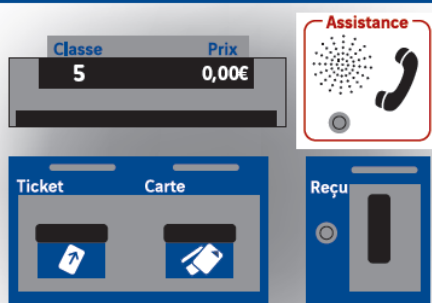 Classe Prix
5 0,00€
Assistance
Ticket Carte
Reçu